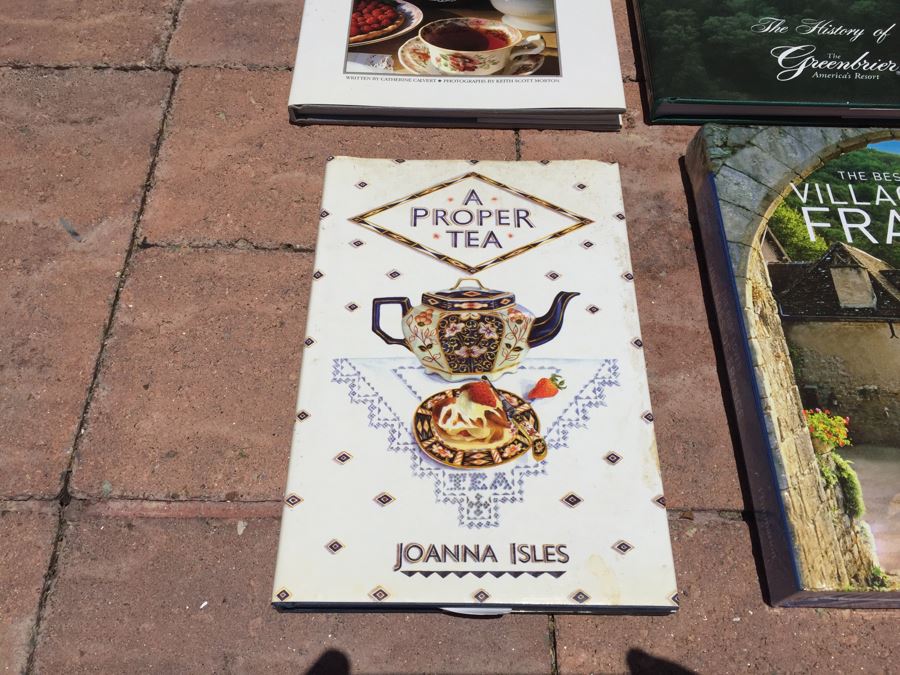 WRITTEN BY CATHERINE CALVERT ★ PHOTOGRAPHS BY KEITH SCOTT MORTON
The History of
The
Greenbrier
America's Resort
A
PROPER
TEA
TEA
JOANNA ISLES
THE BES
VILLAG
FRA